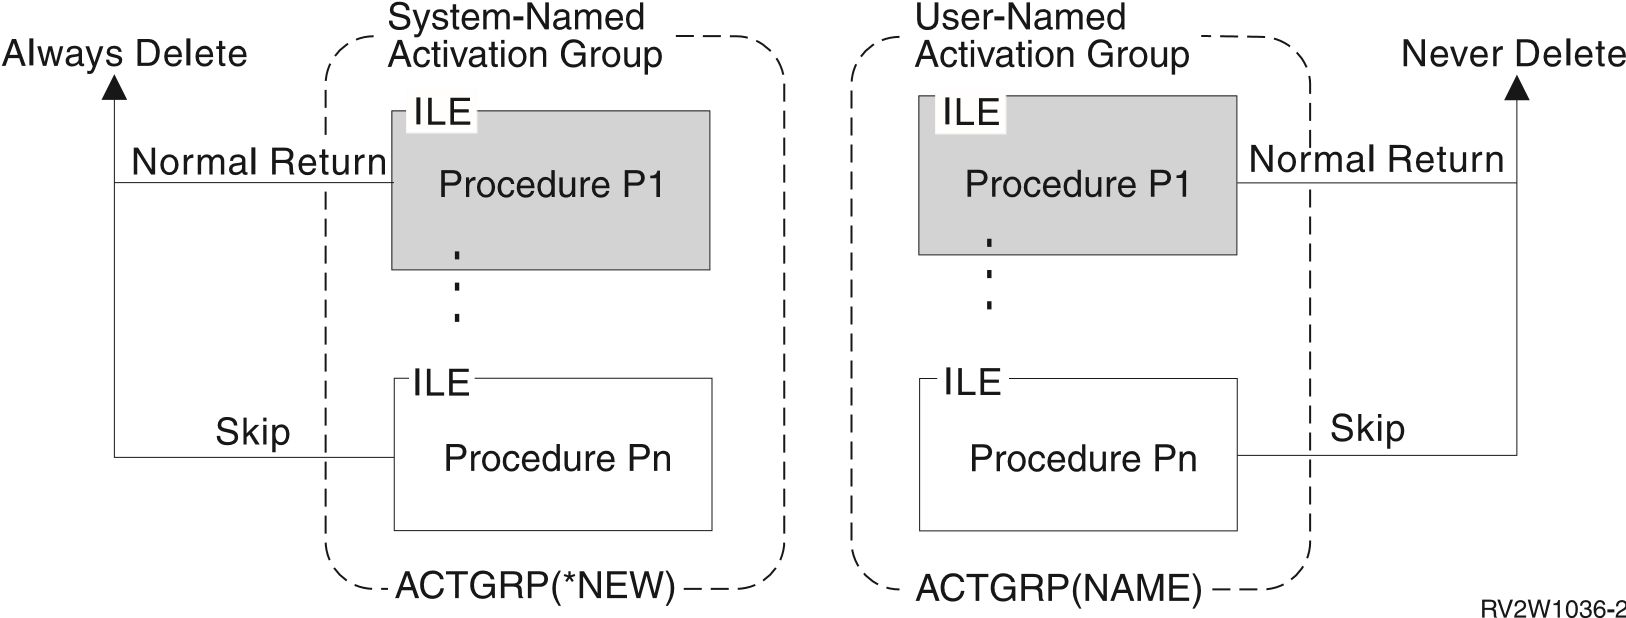 System-Named
Activation Group
User-Named
Activation Group
Always Delete
Never Delete
ILE
Normal Return
Procedure P1
ILE
Procedure P1
Normal Return
ILE
Skip
Procedure Pn
ILE
Procedure Pn
Skip
ACTGRP(*NEW)
ACTGRP(NAME)
RV2W1036-2